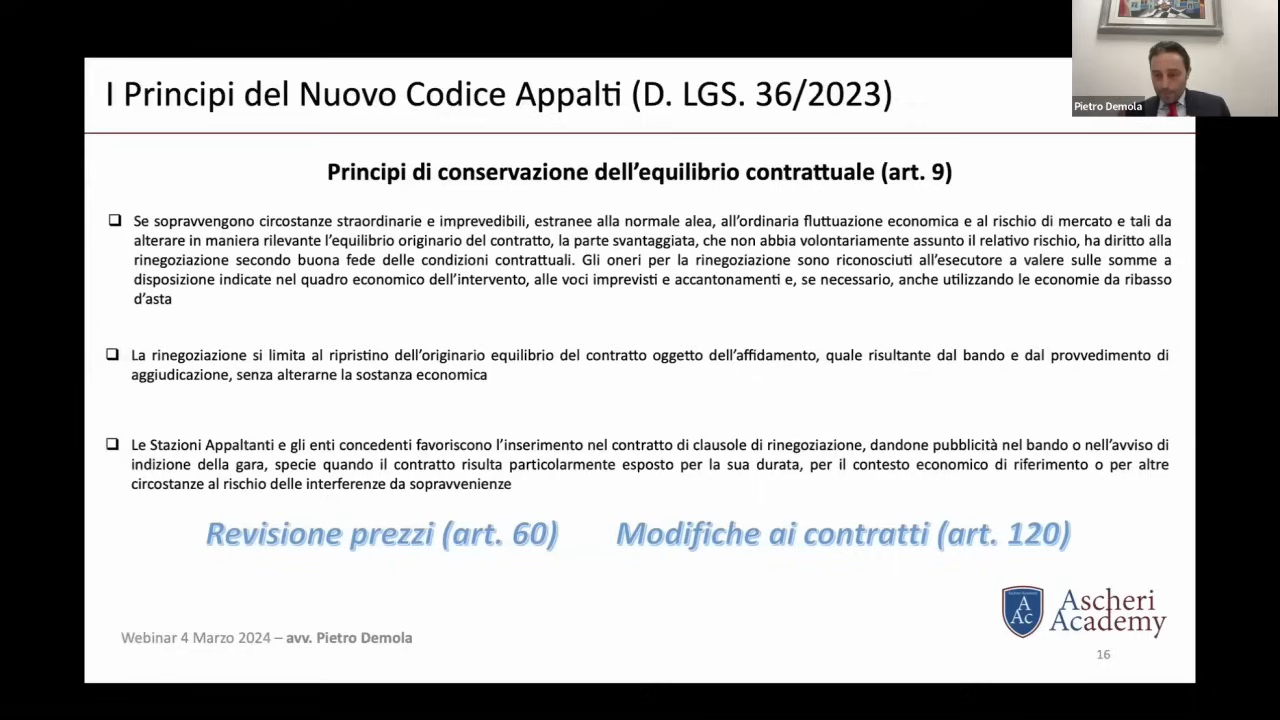 I Principi del Nuovo Codice Appalti (D. LGS. 36/2023)
Pietro Demola
Principi di conservazione dell’equilibrio contrattuale (art. 9)
❑ Se sopravvengono circostanze straordinarie e imprevedibili, estranee alla normale alea, all’ordinaria fluttuazione economica e al rischio di mercato e tali da
alterare in maniera rilevante l’equilibrio originario del contratto, la parte svantaggiata, che non abbia volontariamente assunto il relativo rischio, ha diritto alla
rinegoziazione secondo buona fede delle condizioni contrattuali. Gli oneri per la rinegoziazione sono riconosciuti all’esecutore a valere sulle somme a
disposizione indicate nel quadro economico dell’intervento, alle voci imprevisti e accantonamenti e, se necessario, anche utilizzando le economie da ribasso
d’asta
❑ La rinegoziazione si limita al ripristino dell’originario equilibrio del contratto oggetto dell’affidamento, quale risultante dal bando e dal provvedimento di
aggiudicazione, senza alterarne la sostanza economica
❑ Le Stazioni Appaltanti e gli enti concedenti favoriscono l’inserimento nel contratto di clausole di rinegoziazione, dandone pubblicità nel bando o nell’avviso di
indizione della gara, specie quando il contratto risulta particolarmente esposto per la sua durata, per il contesto economico di riferimento o per altre
circostanze al rischio delle interferenze da sopravvenienze
Revisione prezzi (art. 60) Modifiche ai contratti (art. 120)
A
Ac
Ascheri
Academy
Webinar 4 Marzo 2024 – avv. Pietro Demola
16